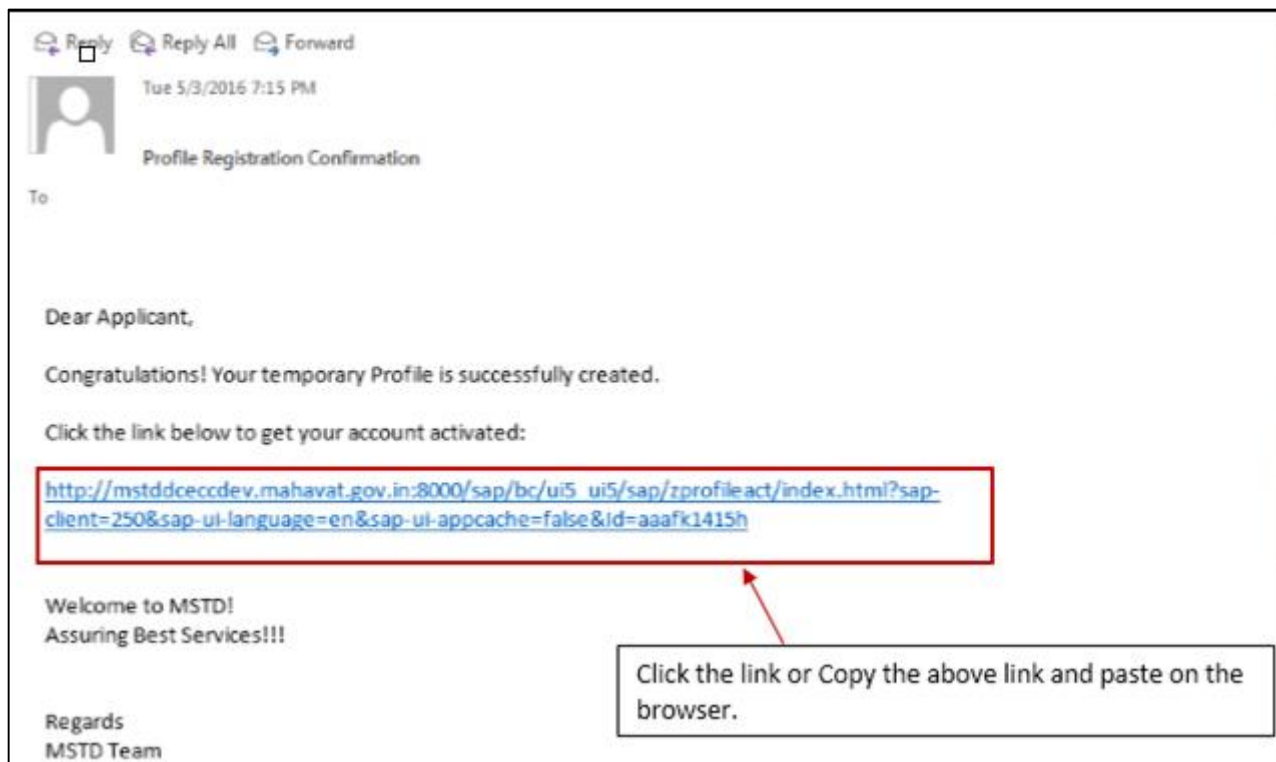 Reply Reply All Forward
Tue 5/3/2016 7:15 PM
Profile Registration Confirmation
To
Dear Applicant,
Congratulations! Your temporary Profile is successfully created.
Click the link below to get your account activated:
http://mstddceccdev.mahavat.gov.in:8000/sap/bc/ui5_ui5/sap/zprofileact/index.html?sap-
client=250&sap-ui-language=en&sap-ui-appcache=false&id=aaafk1415h
Welcome to MSTD!
Assuring Best Services!!!
Click the link or Copy the above link and paste on the
browser.
Regards
MSTD Team